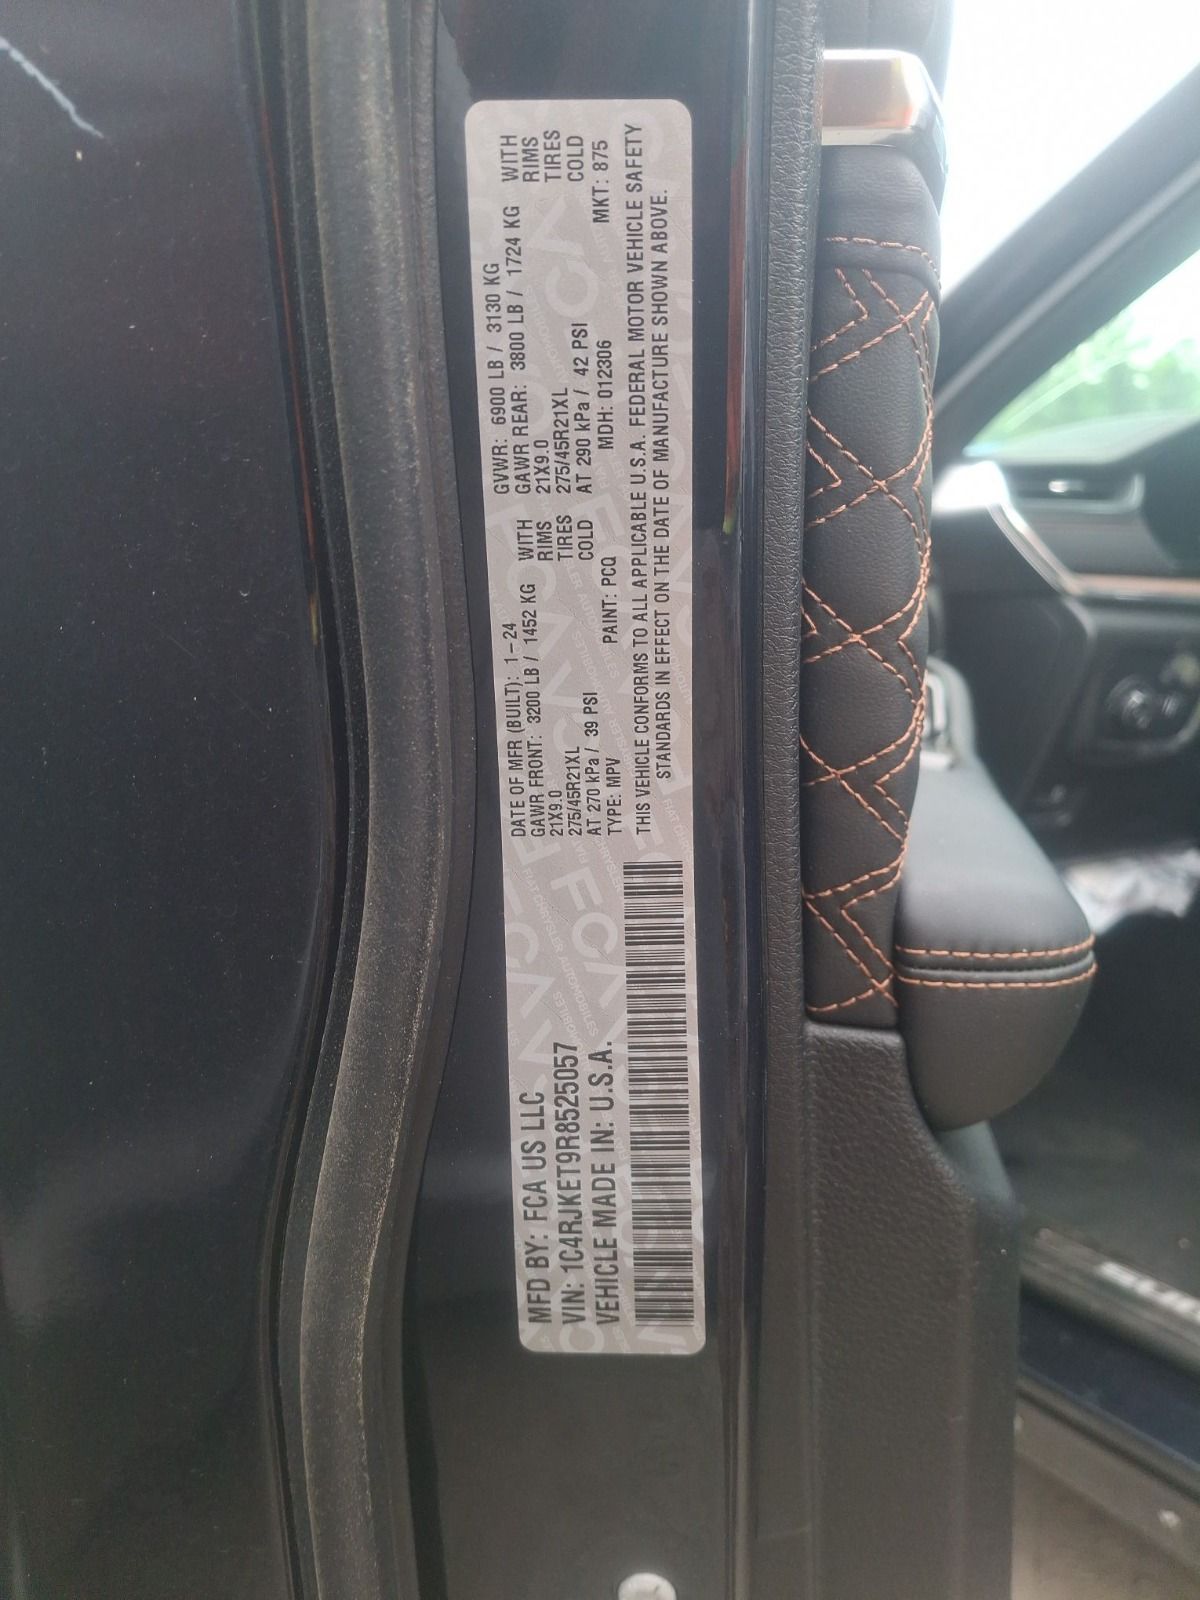 MFD BY: FCA US LLC
VIN: 1C4RJKET9R8525057
VEHICLE MADE IN: U.S.A.
DATE OF MFR (BUILT): 1-24
GAWR FRONT: 3200 LB / 1452 KG WITH
21X9.0 RIMS
275/45R21XL TIRES
AT 270 kPa / 39 PSI COLD
TYPE: MPV PAINT: PCQ
GVWR: 6900 LB / 3130 KG
GAWR REAR: 3800 LB / 1724 KG WITH
21X9.0 RIMS
275/45R21XL TIRES
AT 290 kPa / 42 PSI COLD
MDH: 012306 MKT: 875
THIS VEHICLE CONFORMS TO ALL APPLICABLE U.S.A. FEDERAL MOTOR VEHICLE SAFETY
STANDARDS IN EFFECT ON THE DATE OF MANUFACTURE SHOWN ABOVE.